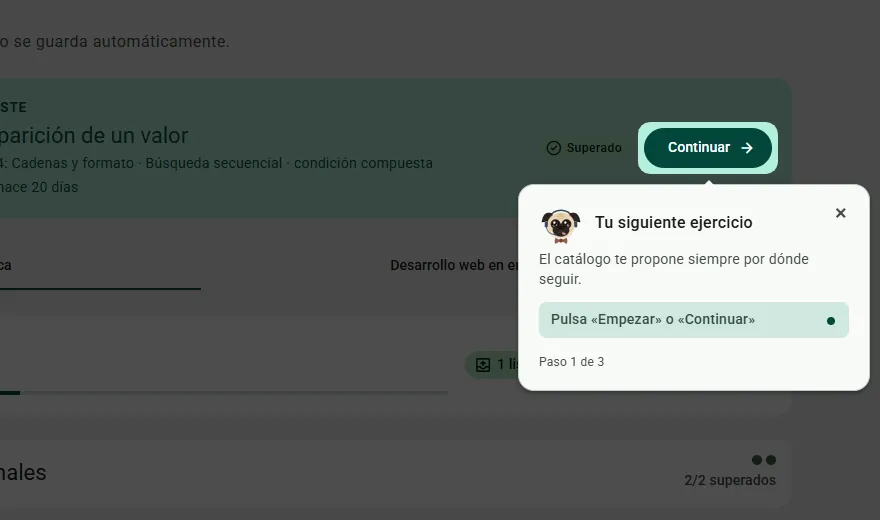 o se guarda automáticamente.
STE
parición de un valor
4: Cadenas y formato · Búsqueda secuencial · condición compuesta
hace 20 días
Superado
Continuar →
Tu siguiente ejercicio
×
El catálogo te propone siempre por dónde
seguir.
Pulsa «Empezar» o «Continuar»
Paso 1 de 3
ca
Desarrollo web en en
1 lis
nales
2/2 superados